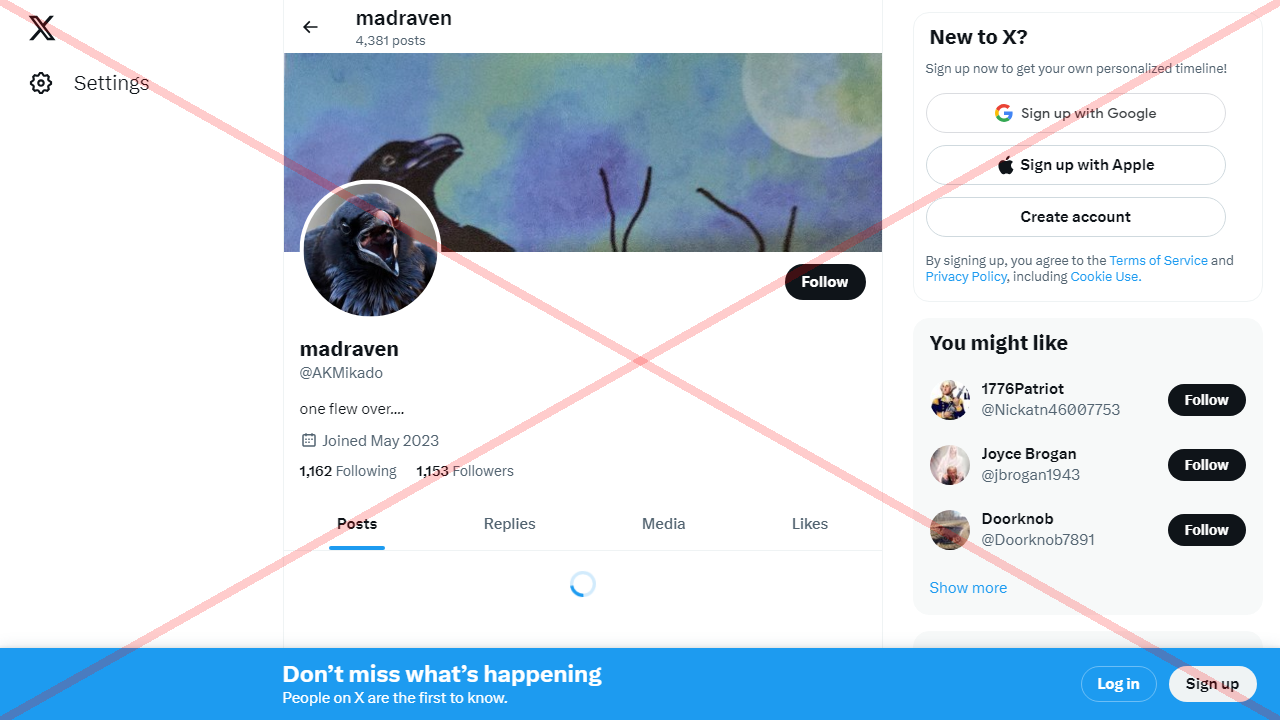 Settings
madraven
4,381 posts
Follow
madraven
@AKMikado
one flew over....
Joined May 2023
1,162 Following 1,153 Followers
Posts Replies Media Likes
New to X?
Sign up now to get your own personalized timeline!
Sign up with Google
Sign up with Apple
Create account
By signing up, you agree to the Terms of Service and
Privacy Policy, including Cookie Use.
You might like
1776Patriot
@Nickatn46007753
Follow
Joyce Brogan
@jbrogan1943
Follow
Doorknob
@Doorknob7891
Follow
Show more
Don’t miss what’s happening
People on X are the first to know.
Log in
Sign up